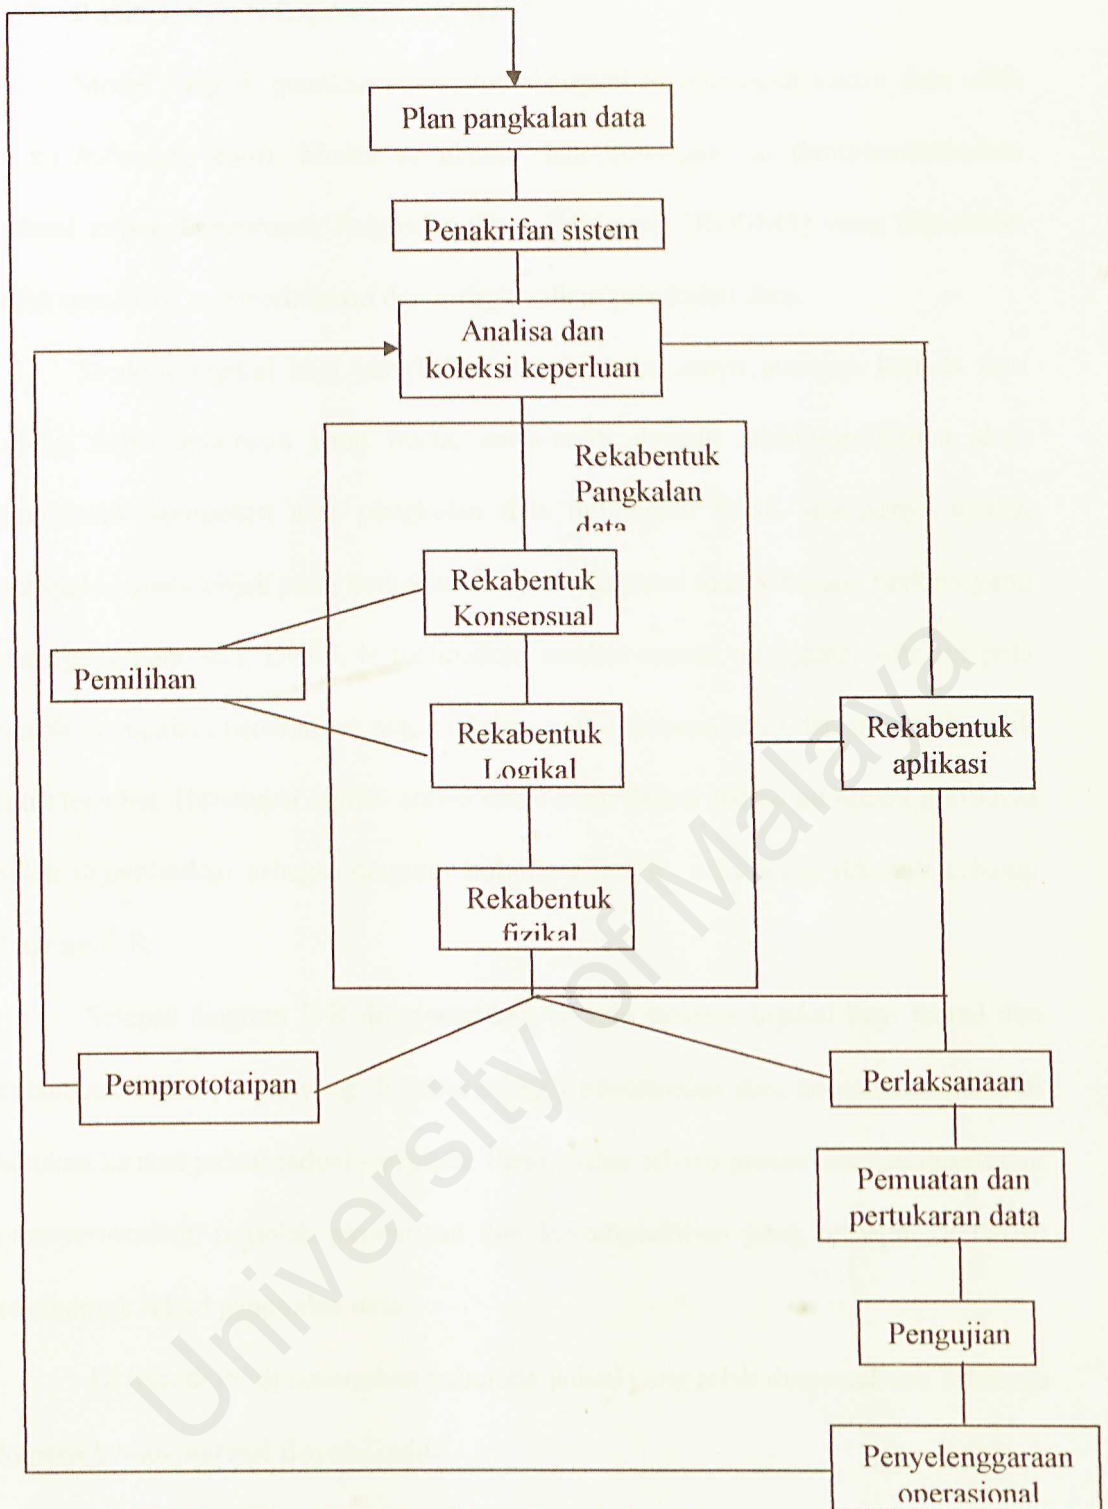 Plan pangkalan data
Penakrifan sistem
Analisa dan
koleksi keperluan
Rekabentuk
Pangkalan
data
Rekabentuk
Konsensual
Pemilihan
Rekabentuk
Logikal
Rekabentuk
aplikasi
Rekabentuk
fizikal
Pemprototaipan
Perlaksanaan
Pemuatan dan
pertukaran data
Pengujian
Penyelenggaraan
operasional
University of Malaya